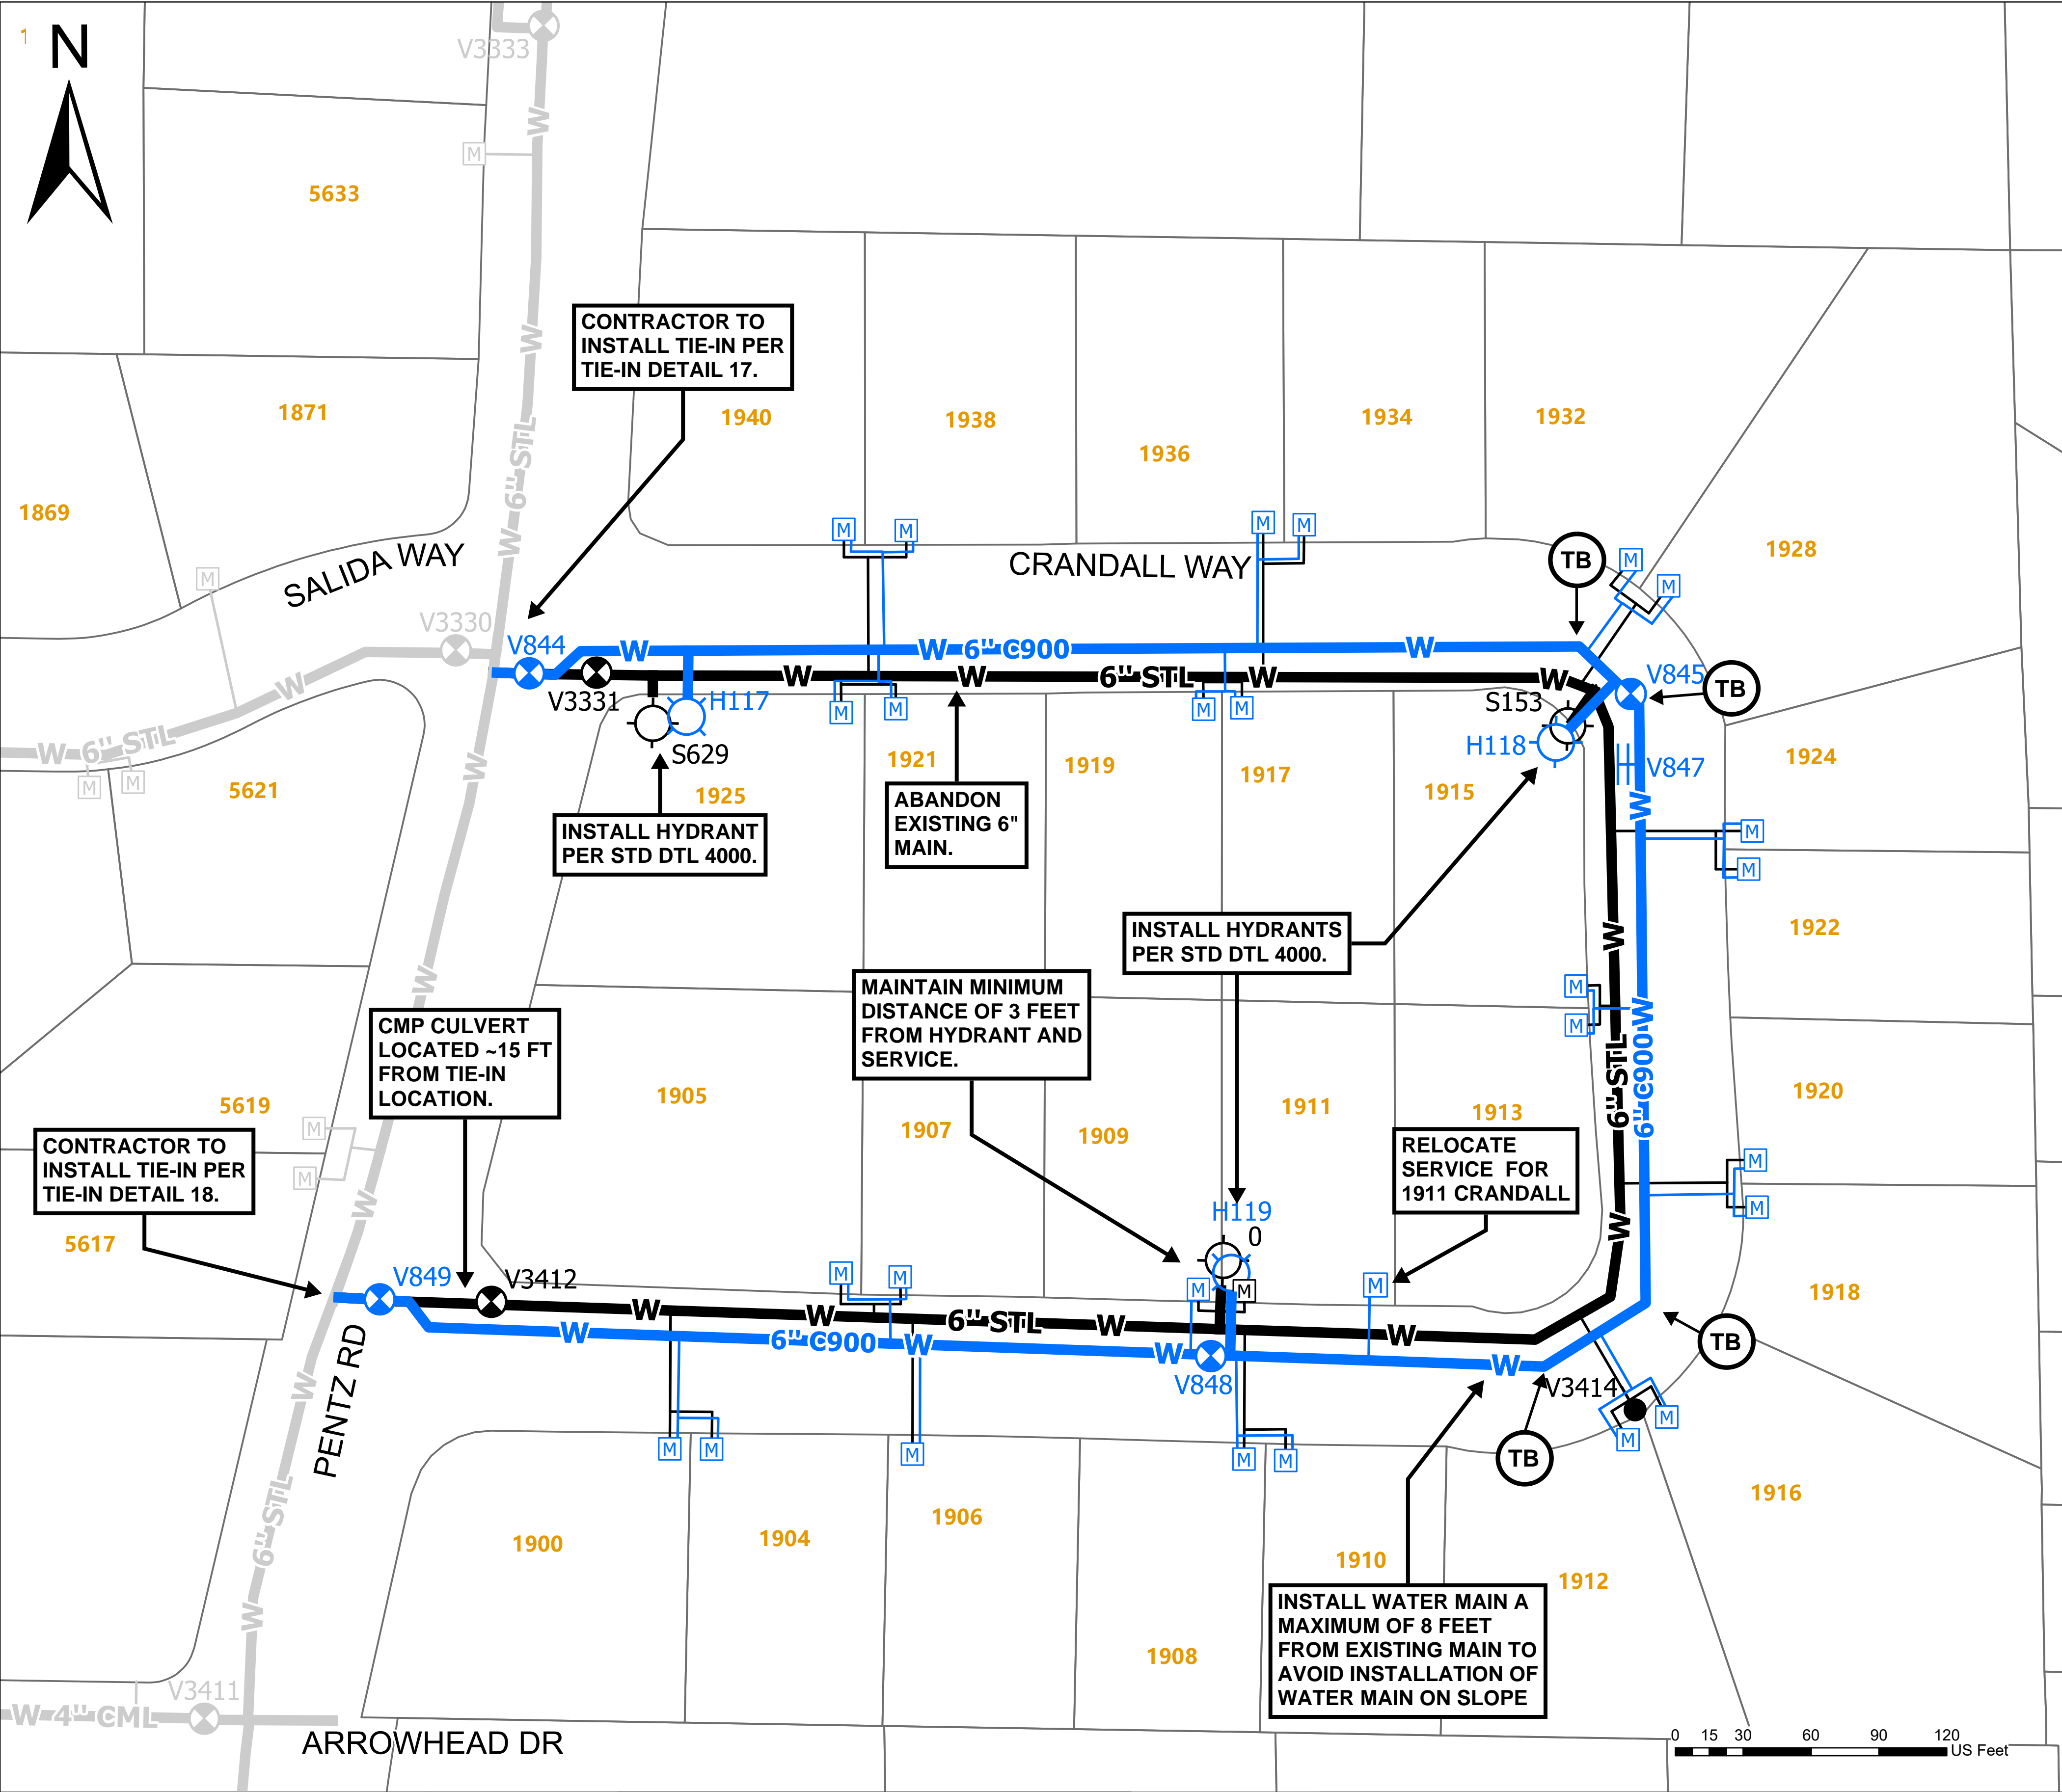 1
N
V3333
M
5633
CONTRACTOR TO
INSTALL TIE-IN PER
TIE-IN DETAIL 17.
1871
1940
1938
1936
1934
1932
1869
W
W
W 6" STL
W
SALIDA WAY
CRANDALL WAY
M
M
M
M
TB
M
M
1928
M
V3330
V844
W
W 6" C900
W
V845
TB
W
W
W
6" STL
W
W
V3331
H117
S629
M
M
M
M
S153
H118
V847
W 6" STL
M
M
W
5621
1925
1921
1919
1917
1915
1924
INSTALL HYDRANT
PER STD DTL 4000.
ABANDON
EXISTING 6"
MAIN.
W
M
M
INSTALL HYDRANTS
PER STD DTL 4000.
1922
W
W
MAINTAIN MINIMUM
DISTANCE OF 3 FEET
FROM HYDRANT AND
SERVICE.
M
M
CMP CULVERT
LOCATED ~15 FT
FROM TIE-IN
LOCATION.
6" STL
6" C900 W
5619
M
M
1905
1907
1909
1911
1913
1920
CONTRACTOR TO
INSTALL TIE-IN PER
TIE-IN DETAIL 18.
RELOCATE
SERVICE  FOR
1911 CRANDALL
M
M
W
W
5617
H119
0
V849
V3412
M
M
M
M
M
1918
W
W
6" STL
W
W
W
6" C900
W
W
W
TB
PENTZ RD
V848
V3414
M
M
TB
W
M
M
M
M
M
W 6" STL
1900
1904
1906
1908
1910
1912
1916
INSTALL WATER MAIN A
MAXIMUM OF 8 FEET
FROM EXISTING MAIN TO
AVOID INSTALLATION OF
WATER MAIN ON SLOPE
V3411
W 4" CML
ARROWHEAD DR
0 15 30 60 90 120
US Feet